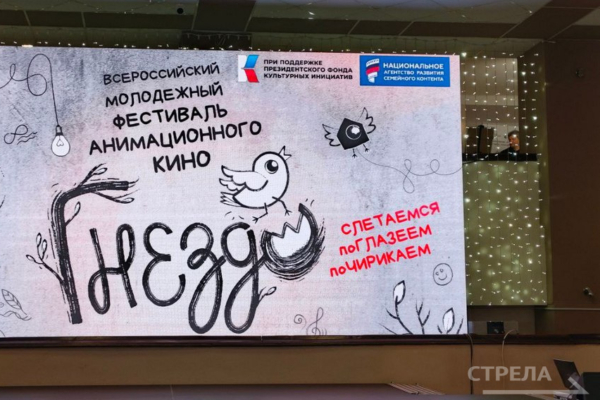 ВСЕРОССИЙСКИЙ
МОЛОДЕЖНЫЙ
ФЕСТИВАЛЬ
АНИМАЦИОННОГО
КИНО
ПРИ ПОДДЕРЖКЕ
ПРЕЗИДЕНТСКОГО ФОНДА
КУЛЬТУРНЫХ ИНИЦИАТИВ
НАЦИОНАЛЬНОЕ
АГЕНТСТВО РАЗВИТИЯ
СЕМЕЙНОГО КОНТЕНТА
Гнездо
СЛЕТАЕМСЯ
поГЛАЗЕЕМ
поЧИРИКАЕМ
СТРЕЛА